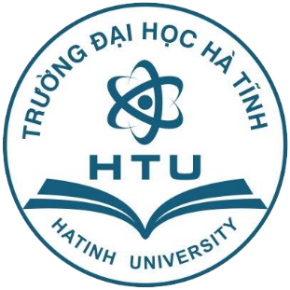 TRƯỜNG ĐẠI HỌC HÀ TĨNH
HTU
HATINH UNIVERSITY